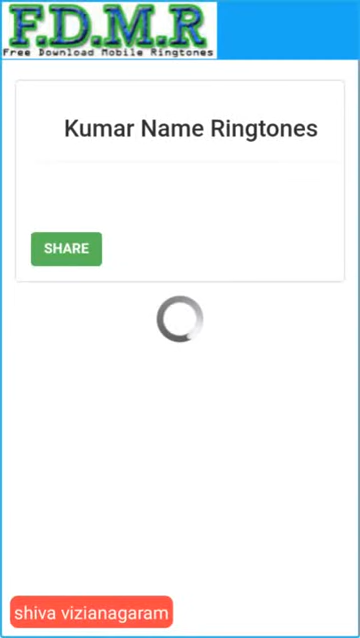 F.D.M.R
Free Download Mobile Ringtones
Kumar Name Ringtones
SHARE
shiva vizianagaram